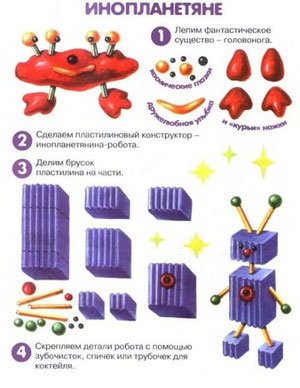 ИНОПЛАНЕТЯНЕ
1 Лепим фантастическое
существо – головонога.
космические глазки
дружелюбная улыбка
и «курьи» ножки
2 Сделаем пластилиновый конструктор –
инопланетянина-робота.
3 Делим брусок
пластилина на части.
4 Скрепляем детали робота с помощью
зубочисток, спичек или трубочек для
коктейля.